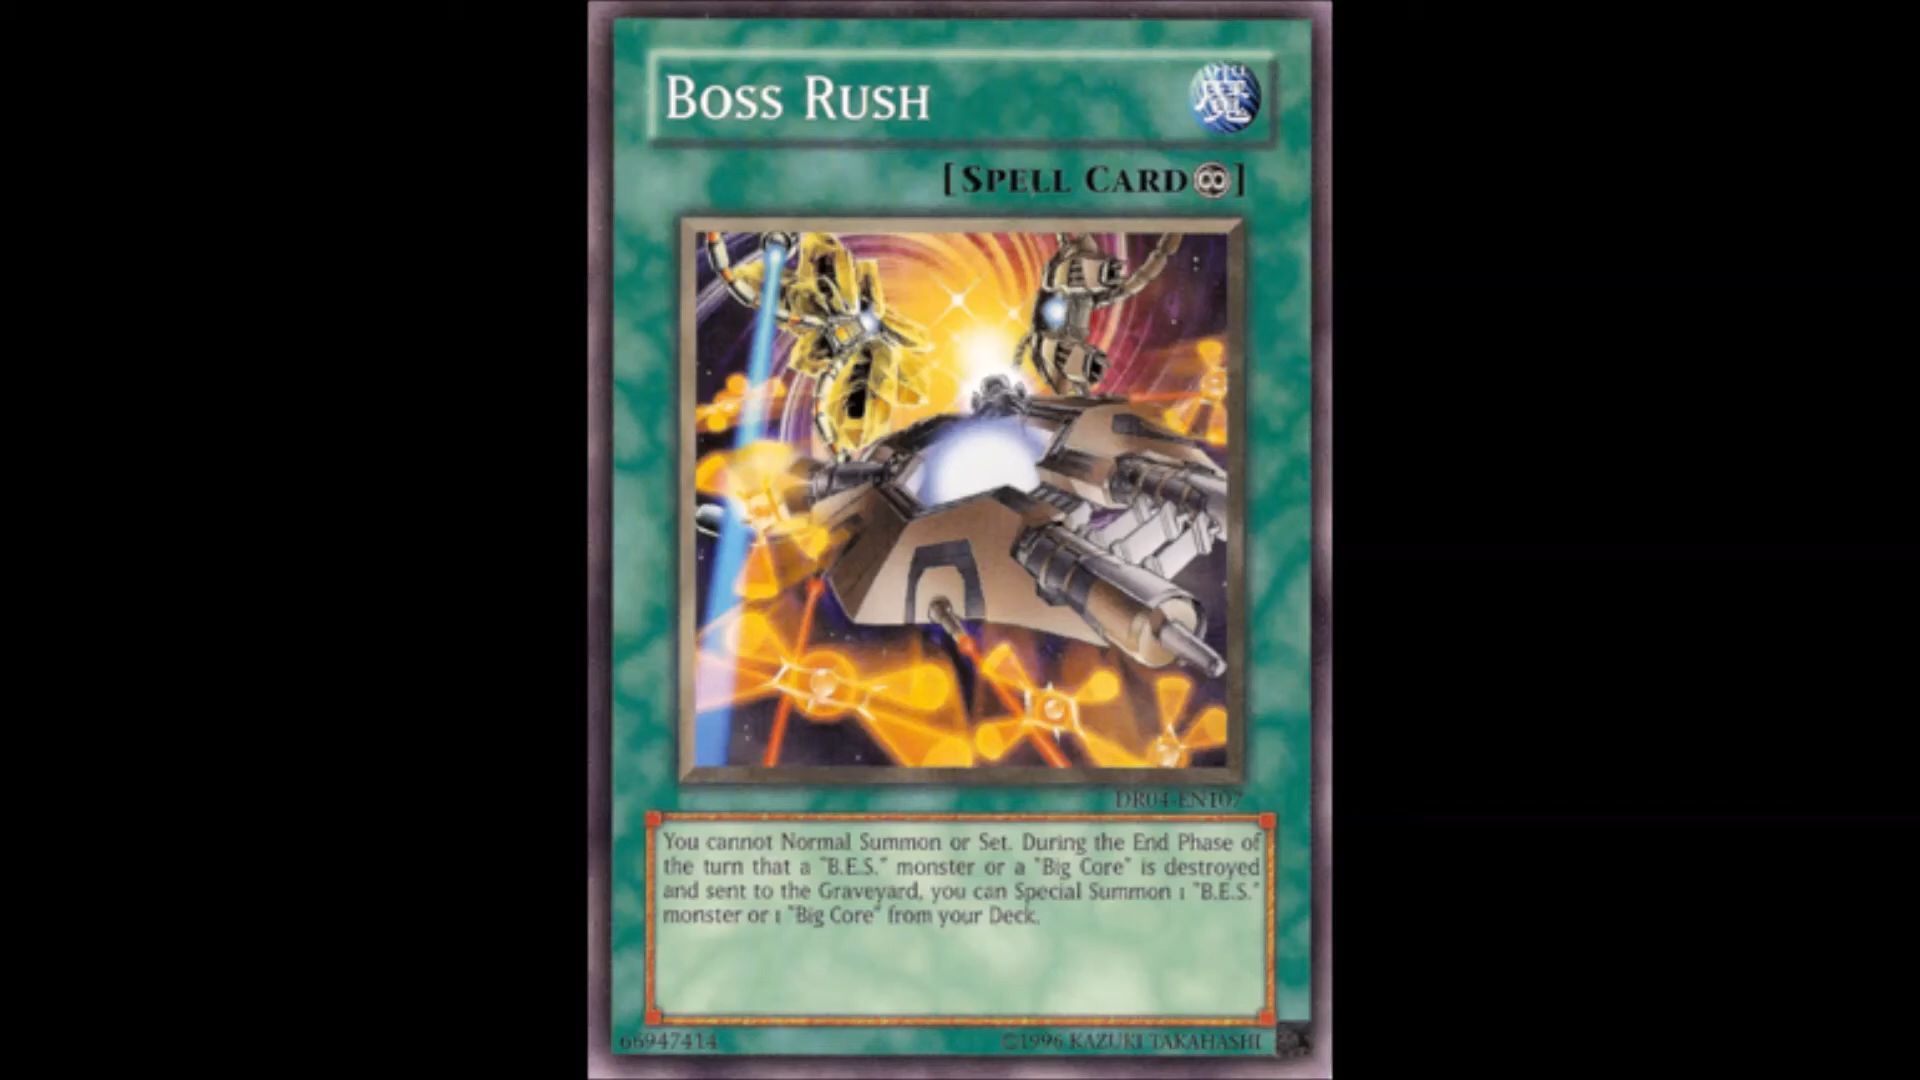 Boss Rush
魔
[Spell Card]
DR04-EN107
You cannot Normal Summon or Set. During the End Phase of
the turn that a "B.E.S." monster or a "Big Core" is destroyed
and sent to the Graveyard, you can Special Summon 1 "B.E.S."
monster or 1 "Big Core" from your Deck.
66947414
©1996 KAZUKI TAKAHASHI